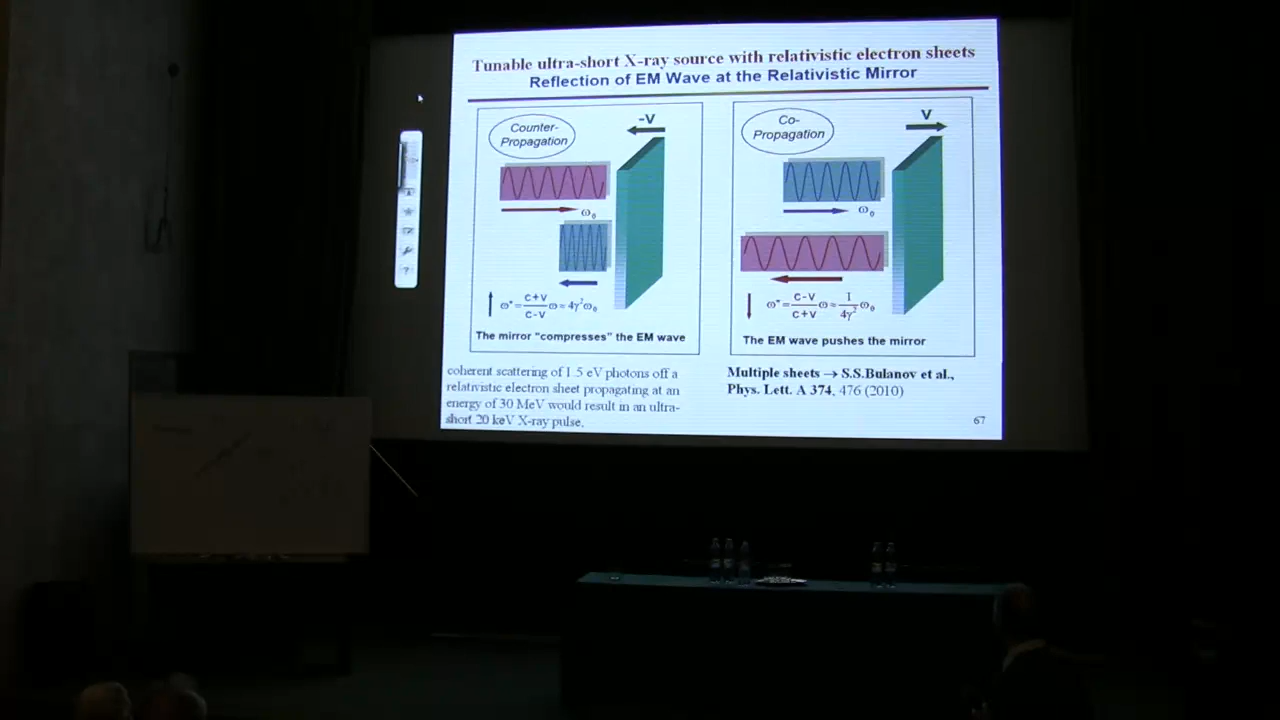 Tunable ultra-short X-ray source with relativistic electron sheets
Reflection of EM Wave at the Relativistic Mirror
Counter-
Propagation
-V
ω₀
ω″=(C+V)/(C-V)ω≈4γ²ω₀
The mirror "compresses" the EM wave
Co-
Propagation
V
ω₀
ω″=(C-V)/(C+V)ω≈1/(4γ²)ω₀
The EM wave pushes the mirror
coherent scattering of 1.5 eV photons off a
relativistic electron sheet propagating at an
energy of 30 MeV would result in an ultra-
short 20 keV X-ray pulse.
Multiple sheets → S.S.Bulanov et al.,
Phys. Lett. A 374, 476 (2010)
67
?